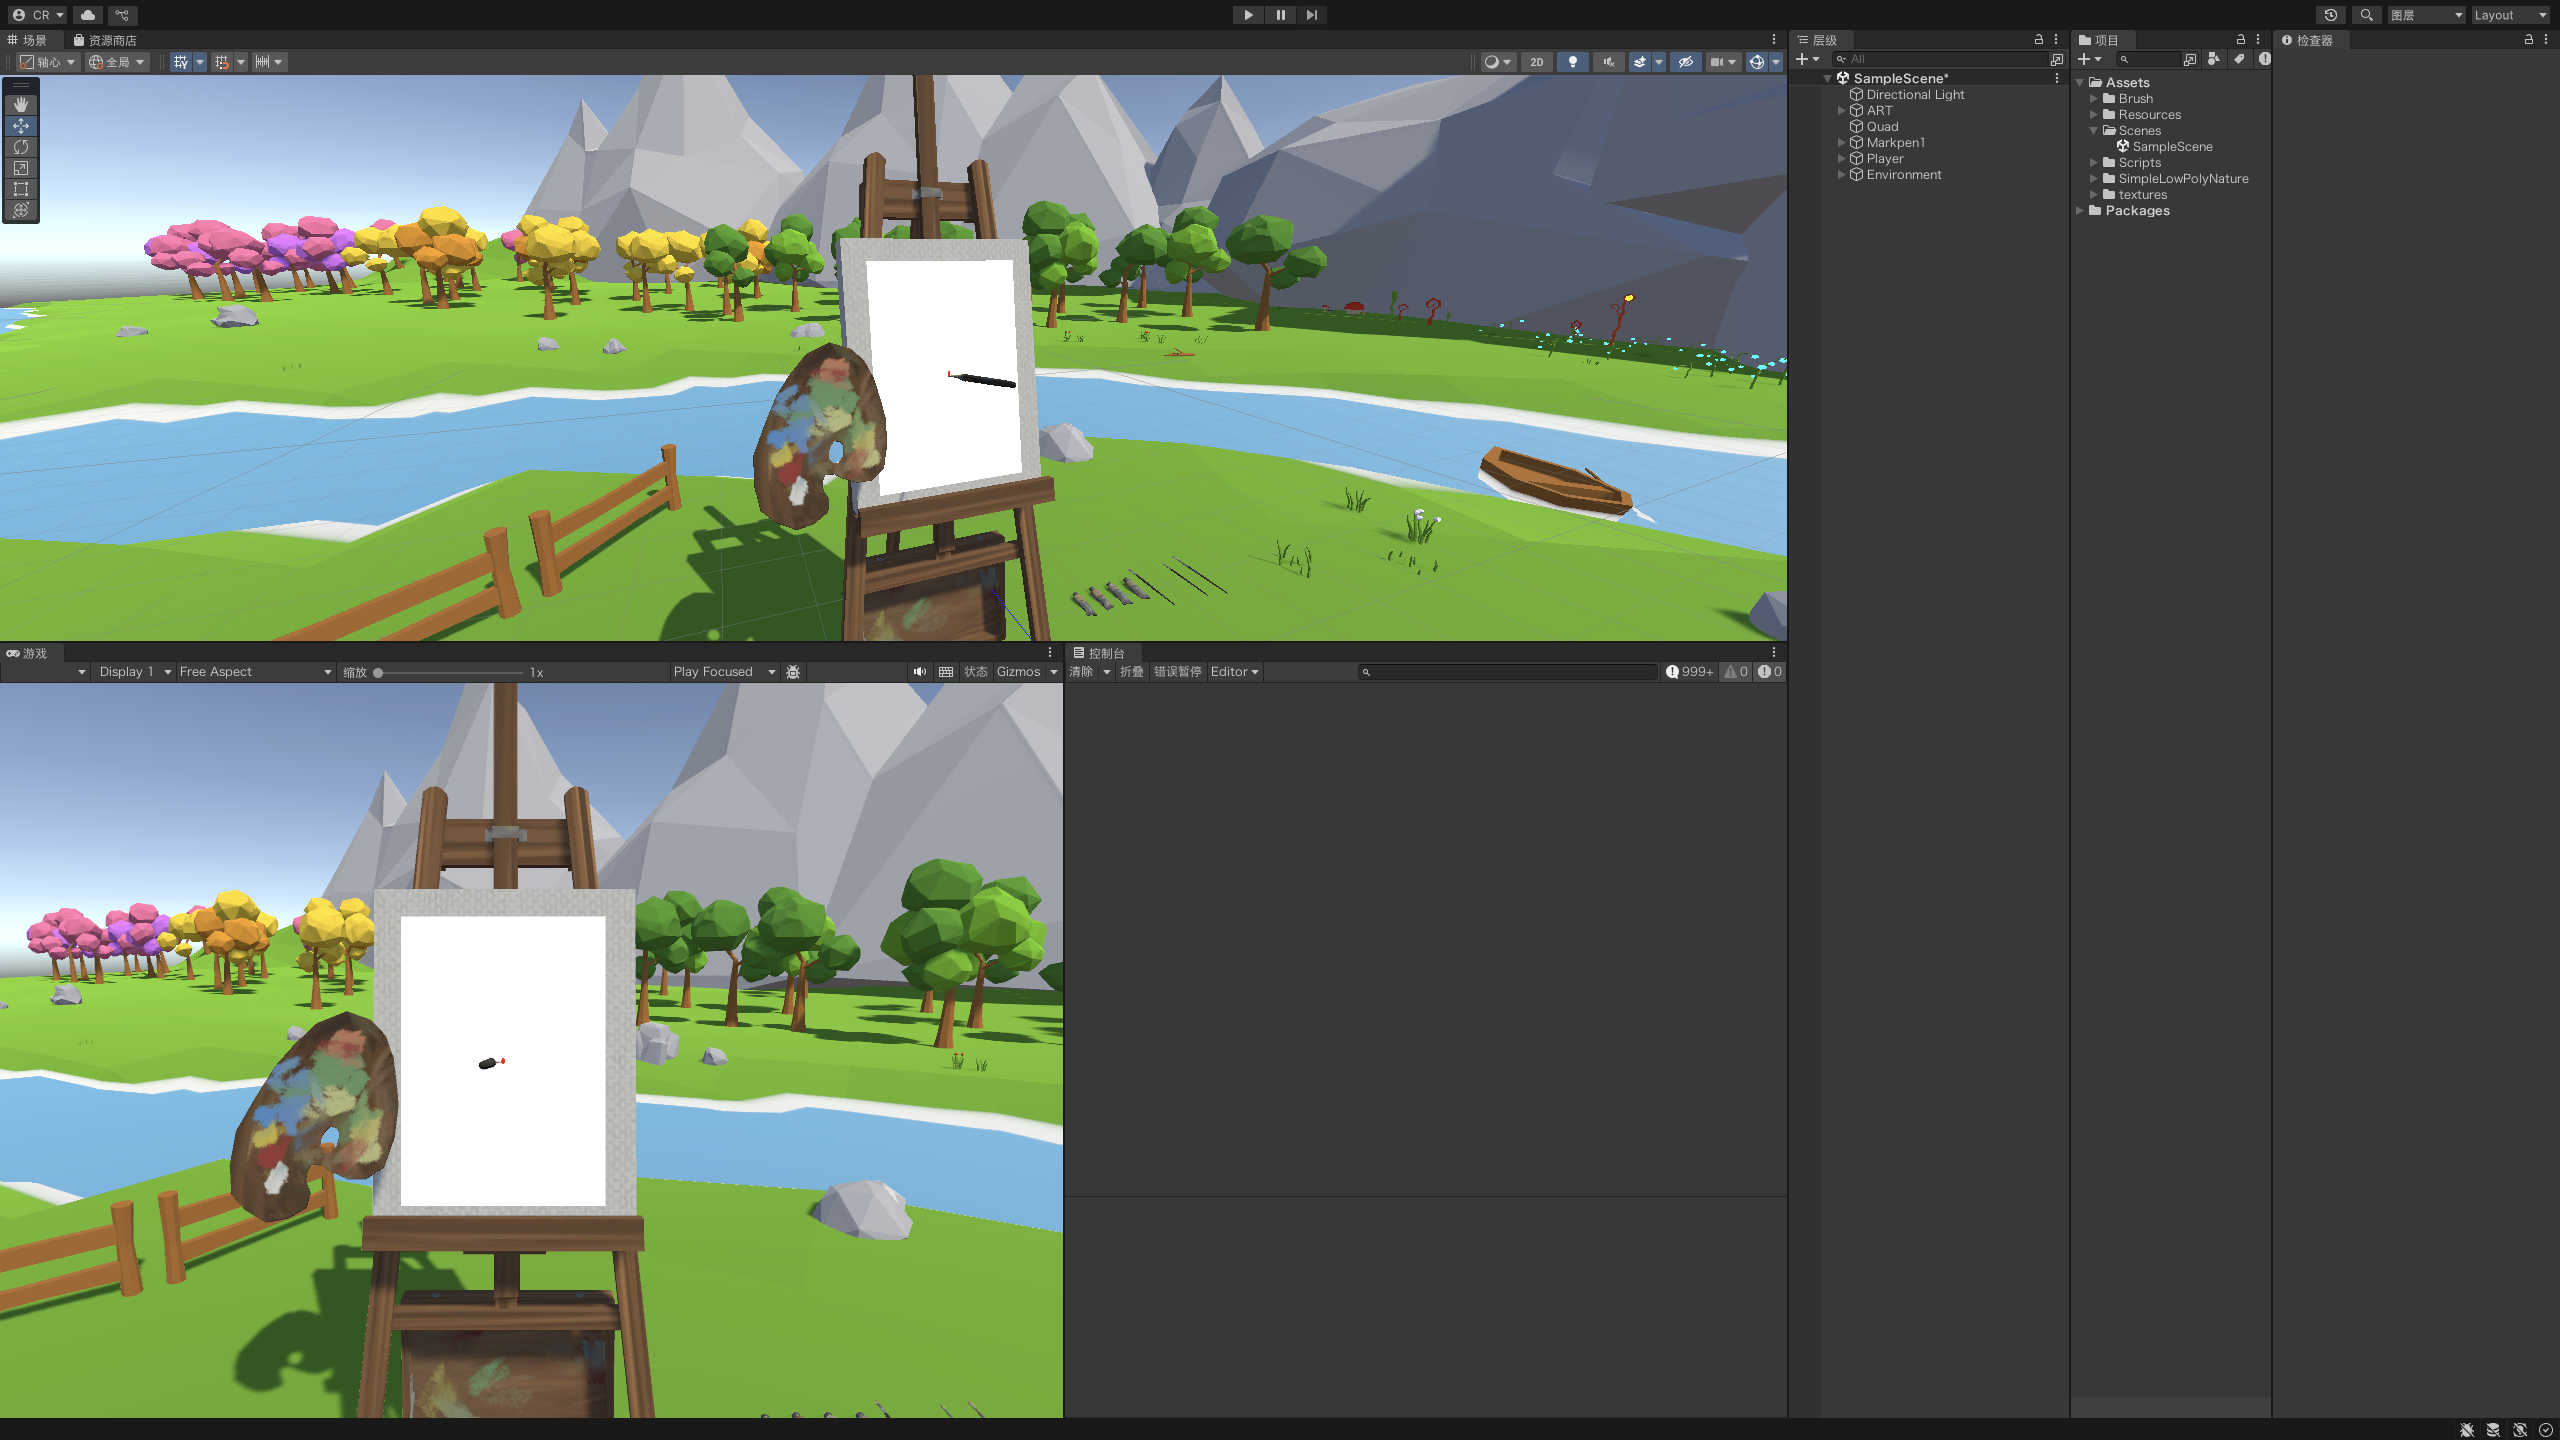 CR
图层
Layout
场景
资源商店
轴心
全局
2D
层级
All
SampleScene*
Directional Light
ART
Quad
Markpen1
Player
Environment
项目
Assets
Brush
Resources
Scenes
SampleScene
Scripts
SimpleLowPolyNature
textures
Packages
检查器
游戏
Display 1
Free Aspect
缩放
1x
Play Focused
状态
Gizmos
控制台
清除
折叠
错误暂停
Editor
999+
0
0